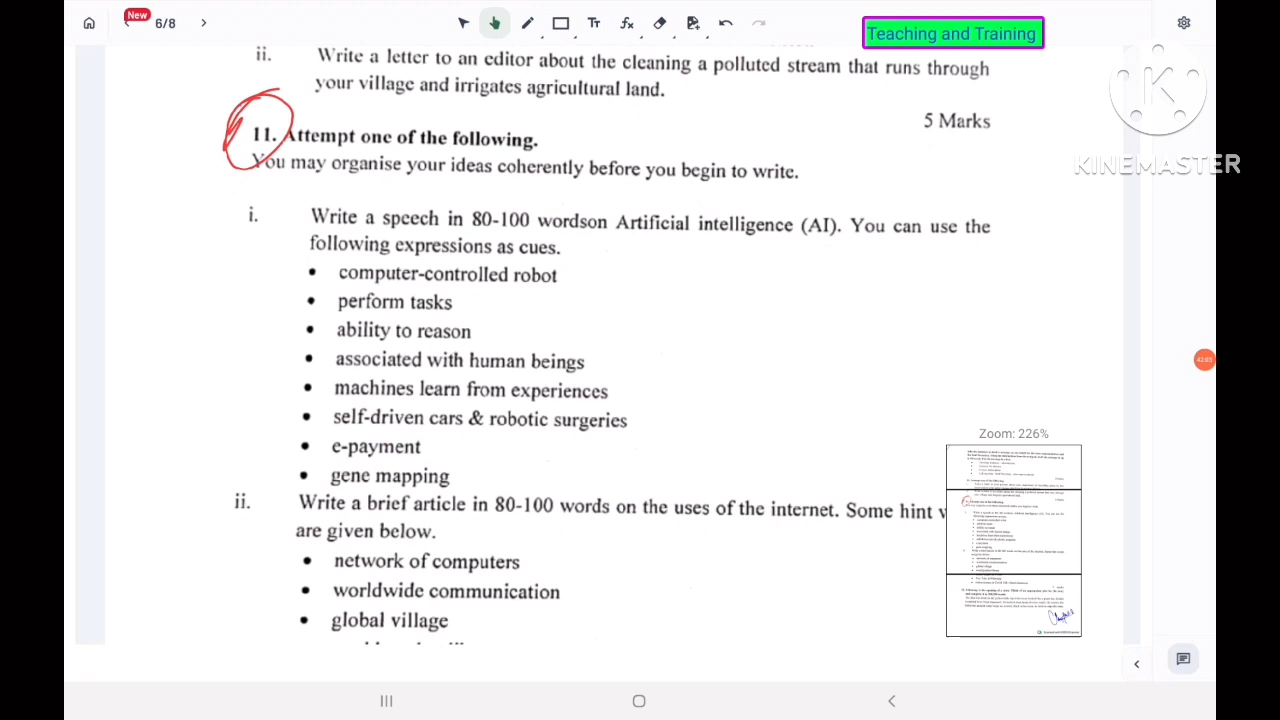 New
6/8
Teaching and Training
ii. Write a letter to an editor about the cleaning a polluted stream that runs through
your village and irrigates agricultural land.
5 Marks
11. Attempt one of the following.
You may organise your ideas coherently before you begin to write.
KINEMASTER
i. Write a speech in 80-100 wordson Artificial intelligence (AI). You can use the
following expressions as cues.
• computer-controlled robot
• perform tasks
• ability to reason
• associated with human beings
• machines learn from experiences
• self-driven cars & robotic surgeries
• e-payment
• gene mapping
ii. Write a brief article in 80-100 words on the uses of the internet. Some hint
are given below.
• network of computers
• worldwide communication
• global village
Zoom: 226%
42:03